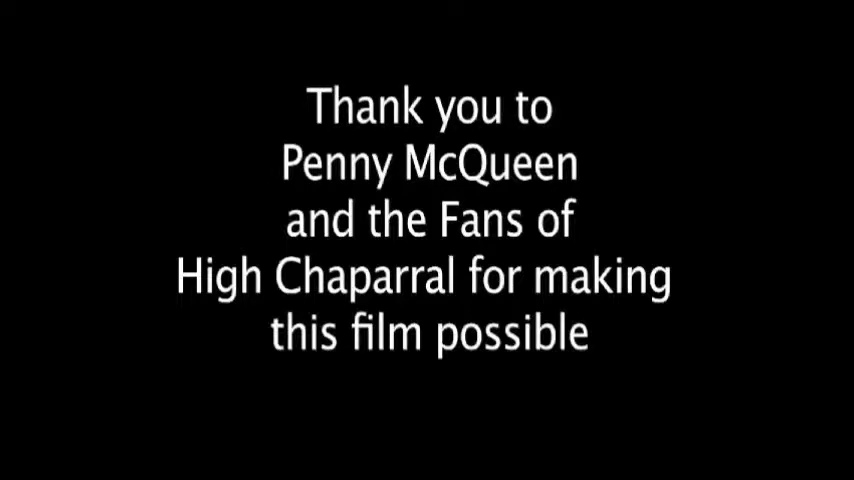 Thank you to
Penny McQueen
and the Fans of
High Chaparral for making
this film possible